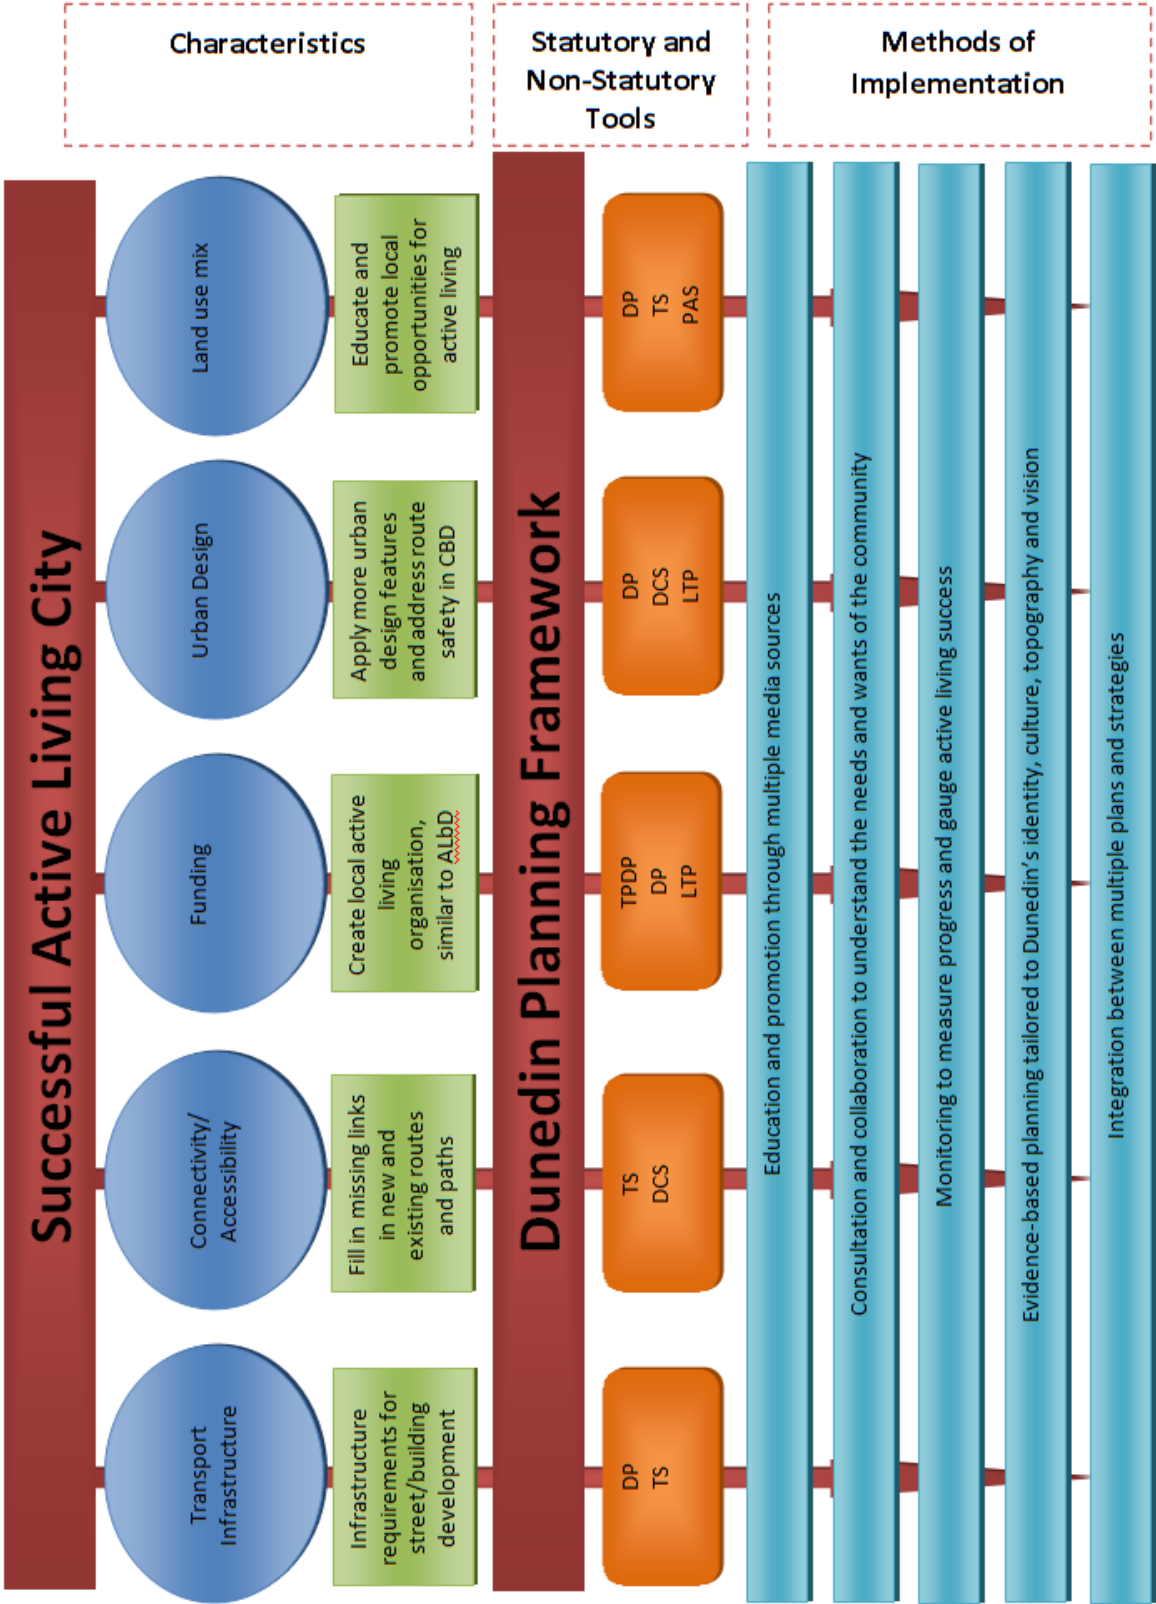 Characteristics
Statutory and
Non-Statutory
Tools
Methods of
Implementation
Successful Active Living City
Transport
Infrastructure
Connectivity/
Accessibility
Funding
Urban Design
Land use mix
Infrastructure
requirements for
street/building
development
Fill in missing links
in new and
existing routes
and paths
Create local active
living
organisation,
similar to ALbD
Apply more urban
design features
and address route
safety in CBD
Educate and
promote local
opportunities for
active living
Dunedin Planning Framework
DP
TS
TS
DCS
TPDP
DP
LTP
DP
DCS
LTP
DP
TS
PAS
Education and promotion through multiple media sources
Consultation and collaboration to understand the needs and wants of the community
Monitoring to measure progress and gauge active living success
Evidence-based planning tailored to Dunedin's identity, culture, topography and vision
Integration between multiple plans and strategies